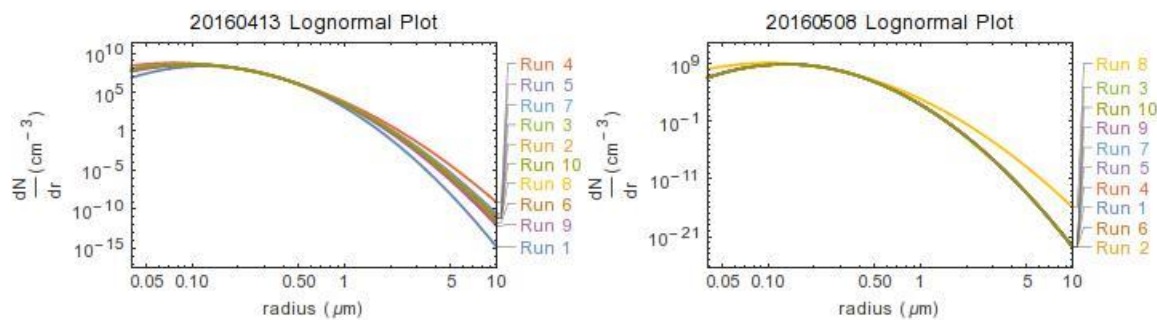 20160413 Lognormal Plot
10^10
10^5
1
10^-5
10^-10
10^-15
dN/dr (cm^-3)
0.05 0.10 0.50 1 5 10
radius (μm)
Run 4
Run 5
Run 7
Run 3
Run 2
Run 10
Run 8
Run 6
Run 9
Run 1
20160508 Lognormal Plot
10^9
10^-1
10^-11
10^-21
dN/dr (cm^-3)
0.05 0.10 0.50 1 5 10
radius (μm)
Run 8
Run 3
Run 10
Run 9
Run 7
Run 5
Run 4
Run 1
Run 6
Run 2